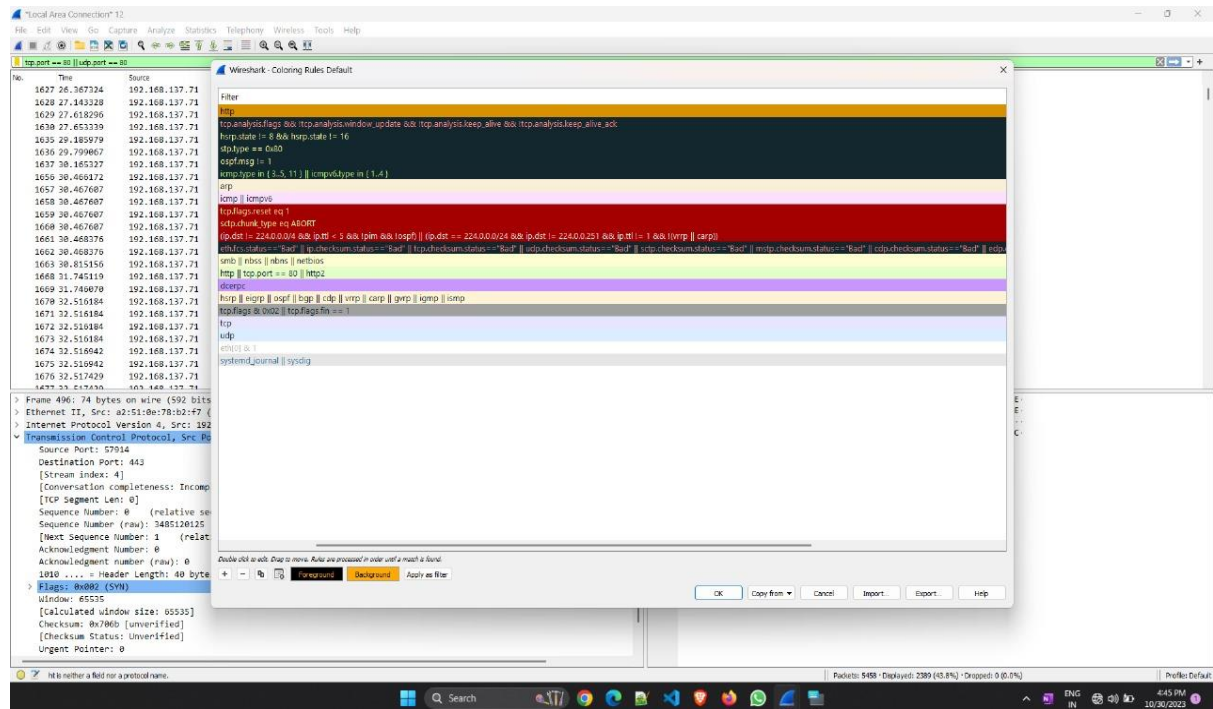 *Local Area Connection* 12
File Edit View Go Capture Analyze Statistics Telephony Wireless Tools Help
tcp.port == 80 || udp.port == 80
No. Time Source
1627 26.367324 192.168.137.71
1628 27.143328 192.168.137.71
1629 27.618296 192.168.137.71
1630 27.653339 192.168.137.71
1635 29.185979 192.168.137.71
1636 29.799067 192.168.137.71
1637 30.165327 192.168.137.71
1656 30.466172 192.168.137.71
1657 30.467607 192.168.137.71
1658 30.467607 192.168.137.71
1659 30.467607 192.168.137.71
1660 30.467607 192.168.137.71
1661 30.468376 192.168.137.71
1662 30.468376 192.168.137.71
1663 30.815156 192.168.137.71
1668 31.745119 192.168.137.71
1669 31.746070 192.168.137.71
1670 32.516184 192.168.137.71
1671 32.516184 192.168.137.71
1672 32.516184 192.168.137.71
1673 32.516184 192.168.137.71
1674 32.516942 192.168.137.71
1675 32.516942 192.168.137.71
1676 32.517429 192.168.137.71
1677 32.517429 192.168.137.71
Wireshark · Coloring Rules Default
Filter
http
tcp.analysis.flags && !tcp.analysis.window_update && !tcp.analysis.keep_alive && !tcp.analysis.keep_alive_ack
hsrp.state != 8 && hsrp.state != 16
stp.type == 0x80
ospf.msg != 1
icmp.type in { 3..5, 11 } || icmpv6.type in { 1..4 }
arp
icmp || icmpv6
tcp.flags.reset eq 1
sctp.chunk_type eq ABORT
(ip.dst != 224.0.0.0/4 && ip.ttl < 5 && !pim && !ospf) || (ip.dst == 224.0.0.0/24 && ip.dst != 224.0.0.251 && ip.ttl != 1 && !(vrrp || carp))
eth.fcs.status=="Bad" || ip.checksum.status=="Bad" || tcp.checksum.status=="Bad" || udp.checksum.status=="Bad" || sctp.checksum.status=="Bad" || mstp.checksum.status=="Bad" || cdp.checksum.status=="Bad" || edp.
smb || nbss || nbns || netbios
http || tcp.port == 80 || http2
dcerpc
hsrp || eigrp || ospf || bgp || cdp || vrrp || carp || gvrp || igmp || ismp
tcp.flags & 0x02 || tcp.flags.fin == 1
tcp
udp
eth[0] & 1
systemd_journal || sysdig
Double click to edit. Drag to move. Rules are processed in order until a match is found.
+ − Foreground Background Apply as filter
OK Copy from Cancel Import... Export... Help
Frame 496: 74 bytes on wire (592 bits
Ethernet II, Src: a2:51:0e:78:b2:f7 (
Internet Protocol Version 4, Src: 192
Transmission Control Protocol, Src Po
Source Port: 57914
Destination Port: 443
[Stream index: 4]
[Conversation completeness: Incomp
[TCP Segment Len: 0]
Sequence Number: 0 (relative se
Sequence Number (raw): 3485120125
[Next Sequence Number: 1 (relat
Acknowledgment Number: 0
Acknowledgment number (raw): 0
1010 .... = Header Length: 40 byte
Flags: 0x002 (SYN)
Window: 65535
[Calculated window size: 65535]
Checksum: 0x706b [unverified]
[Checksum Status: Unverified]
Urgent Pointer: 0
ht is neither a field nor a protocol name.
Packets: 5458 · Displayed: 2389 (43.8%) · Dropped: 0 (0.0%)
Profile: Default
Search
ENG
IN
4:45 PM
10/30/2023